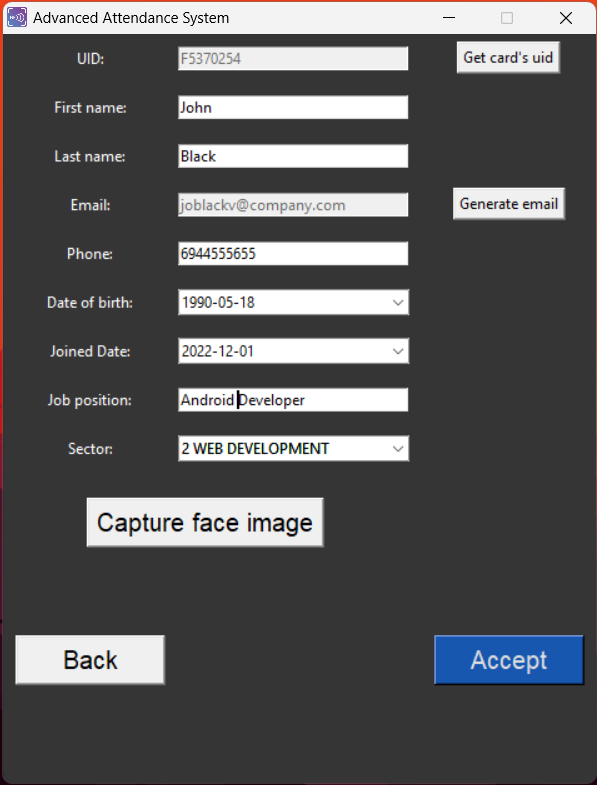 Advanced Attendance System
UID: F5370254 Get card's uid
First name: John
Last name: Black
Email: joblackv@company.com Generate email
Phone: 6944555655
Date of birth: 1990-05-18
Joined Date: 2022-12-01
Job position: Android Developer
Sector: 2 WEB DEVELOPMENT
Capture face image
Back Accept